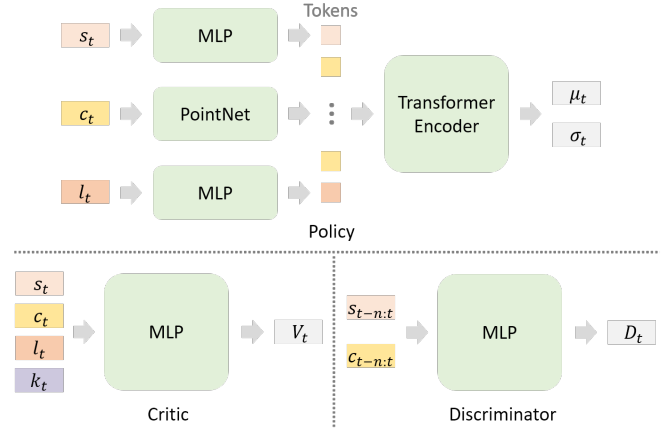 Tokens
s_t
MLP
c_t
PointNet
Transformer
Encoder
μ_t
σ_t
l_t
MLP
Policy
s_t
c_t
l_t
k_t
MLP
V_t
Critic
s_{t-n:t}
c_{t-n:t}
MLP
D_t
Discriminator